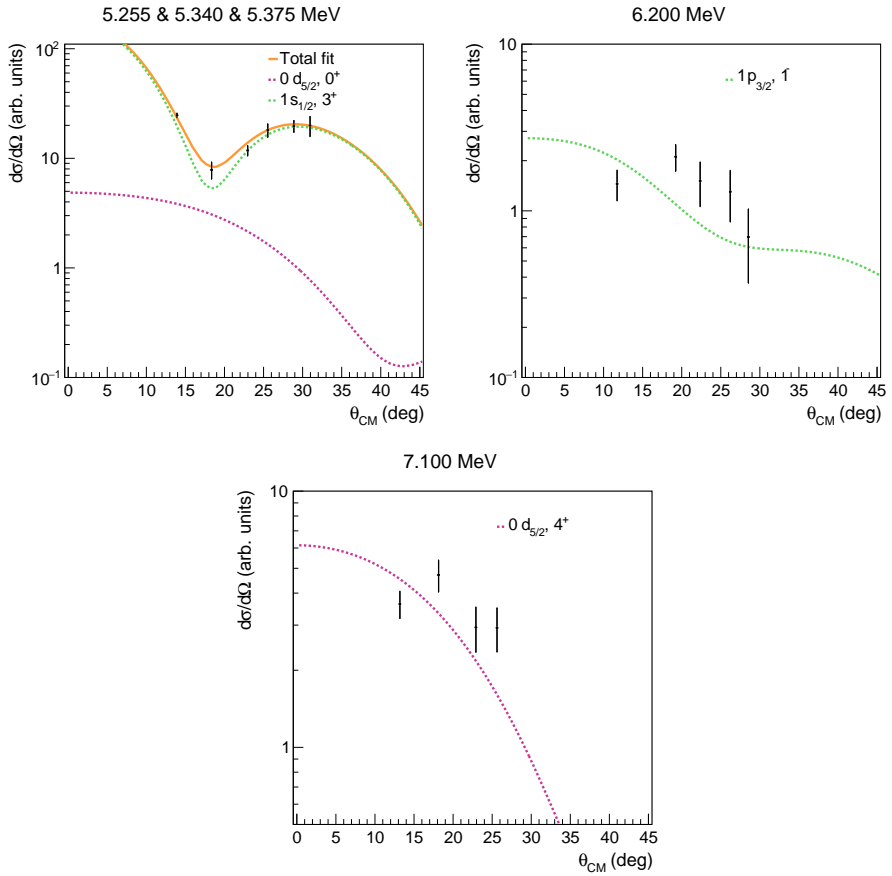 5.255 & 5.340 & 5.375 MeV
dσ/dΩ (arb. units)
10²
10
1
10⁻¹
Total fit
0 d₅/₂, 0⁺
1s₁/₂, 3⁺
0 5 10 15 20 25 30 35 40 45
θCM (deg)
6.200 MeV
dσ/dΩ (arb. units)
10
1
10⁻¹
1p₃/₂, 1⁻
0 5 10 15 20 25 30 35 40 45
θCM (deg)
7.100 MeV
dσ/dΩ (arb. units)
10
1
0 d₅/₂, 4⁺
0 5 10 15 20 25 30 35 40 45
θCM (deg)